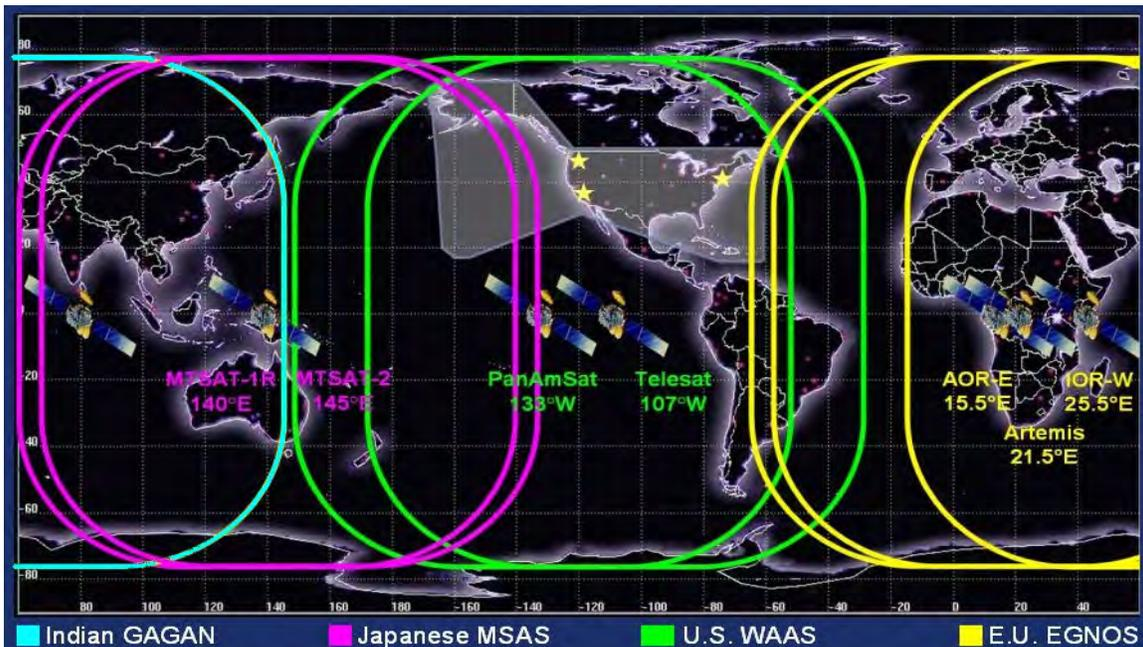 80
60
20
MTSAT-1R MTSAT-2 PanAmSat Telesat AOR-E IOR-W
-20
140°E 145°E 133°W 107°W 15.5°E 25.5°E
-40
Artemis
21.5°E
-60
-80
80 100 120 140 160 180 -160 -140 -120 -100 -80 -60 -40 -20 0 20 40
Indian GAGAN Japanese MSAS U.S. WAAS E.U. EGNOS